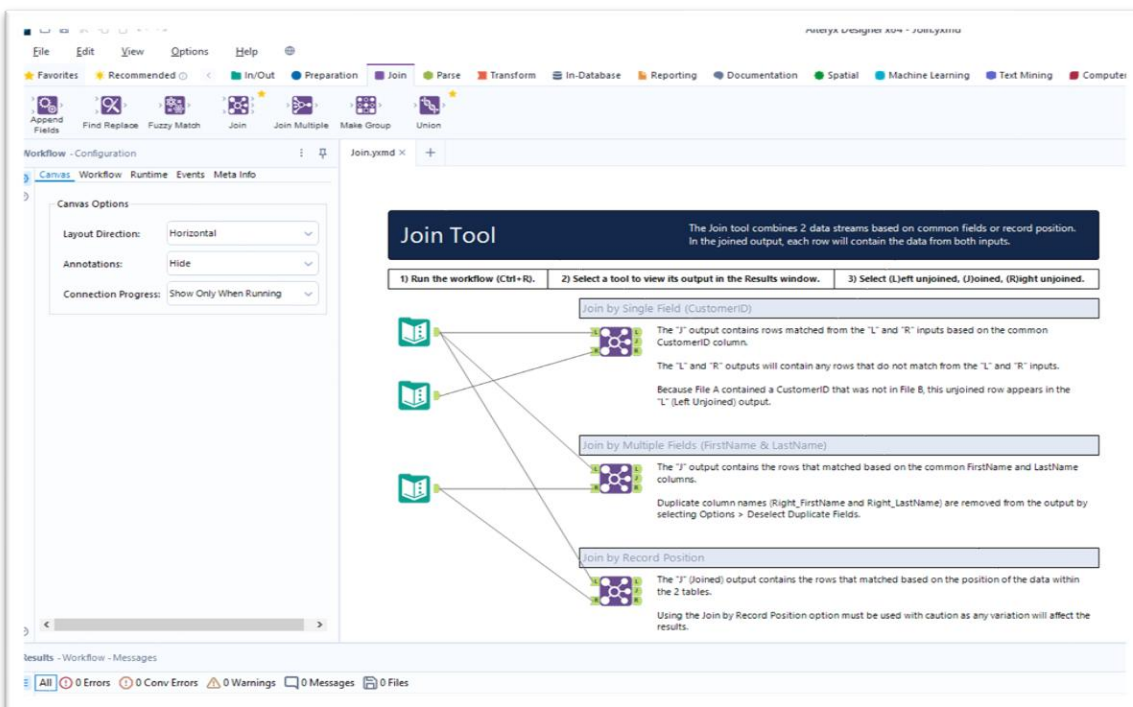 Alteryx Designer x64 - Join.yxmd
File Edit View Options Help
Favorites Recommended In/Out Preparation Join Parse Transform In-Database Reporting Documentation Spatial Machine Learning Text Mining Computer
Append Fields Find Replace Fuzzy Match Join Join Multiple Make Group Union
Workflow - Configuration
Join.yxmd
Canvas Workflow Runtime Events Meta Info
Canvas Options
Layout Direction: Horizontal
Annotations: Hide
Connection Progress: Show Only When Running
Join Tool
The Join tool combines 2 data streams based on common fields or record position.
In the joined output, each row will contain the data from both inputs.
1) Run the workflow (Ctrl+R). 2) Select a tool to view its output in the Results window. 3) Select (L)eft unjoined, (J)oined, (R)ight unjoined.
Join by Single Field (CustomerID)
The "J" output contains rows matched from the "L" and "R" inputs based on the common
CustomerID column.
The "L" and "R" outputs will contain any rows that do not match from the "L" and "R" inputs.
Because File A contained a CustomerID that was not in File B, this unjoined row appears in the
"L" (Left Unjoined) output.
L L
J
R R
Join by Multiple Fields (FirstName & LastName)
The "J" output contains the rows that matched based on the common FirstName and LastName
columns.
Duplicate column names (Right_FirstName and Right_LastName) are removed from the output by
selecting Options > Deselect Duplicate Fields.
L L
J
R R
Join by Record Position
The "J" (Joined) output contains the rows that matched based on the position of the data within
the 2 tables.
Using the Join by Record Position option must be used with caution as any variation will affect the
results.
L L
J
R R
Results - Workflow - Messages
All 0 Errors 0 Conv Errors 0 Warnings 0 Messages 0 Files